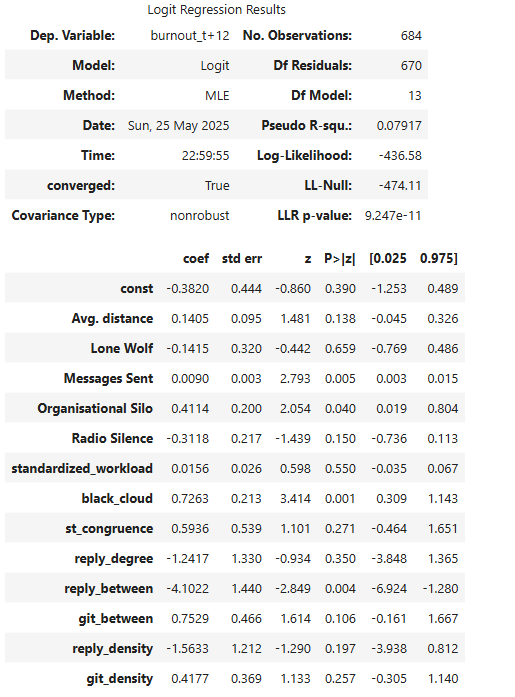 Logit Regression Results
Dep. Variable: burnout_t+12 No. Observations: 684
Model: Logit Df Residuals: 670
Method: MLE Df Model: 13
Date: Sun, 25 May 2025 Pseudo R-squ.: 0.07917
Time: 22:59:55 Log-Likelihood: -436.58
converged: True LL-Null: -474.11
Covariance Type: nonrobust LLR p-value: 9.247e-11
coef std err z P>|z| [0.025 0.975]
const -0.3820 0.444 -0.860 0.390 -1.253 0.489
Avg. distance 0.1405 0.095 1.481 0.138 -0.045 0.326
Lone Wolf -0.1415 0.320 -0.442 0.659 -0.769 0.486
Messages Sent 0.0090 0.003 2.793 0.005 0.003 0.015
Organisational Silo 0.4114 0.200 2.054 0.040 0.019 0.804
Radio Silence -0.3118 0.217 -1.439 0.150 -0.736 0.113
standardized_workload 0.0156 0.026 0.598 0.550 -0.035 0.067
black_cloud 0.7263 0.213 3.414 0.001 0.309 1.143
st_congruence 0.5936 0.539 1.101 0.271 -0.464 1.651
reply_degree -1.2417 1.330 -0.934 0.350 -3.848 1.365
reply_between -4.1022 1.440 -2.849 0.004 -6.924 -1.280
git_between 0.7529 0.466 1.614 0.106 -0.161 1.667
reply_density -1.5633 1.212 -1.290 0.197 -3.938 0.812
git_density 0.4177 0.369 1.133 0.257 -0.305 1.140